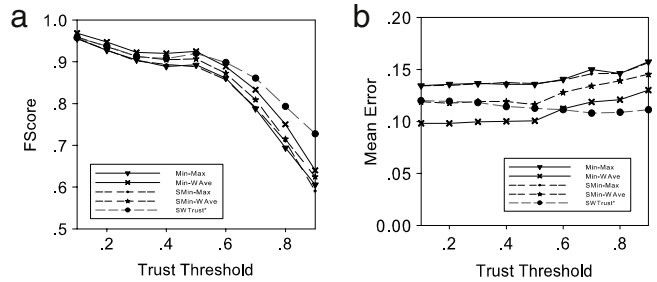 a
1.0
.9
.8
.7
.6
.5
FScore
.2 .4 .6 .8
Trust Threshold
Min-Max
Min-WAve
SMin-Max
SMin-WAve
SWTrust*
b
.20
.15
0.10
0.05
0.00
Mean Error
.2 .4 .6 .8
Trust Threshold
Min-Max
Min-WAve
SMin-Max
SMin-WAve
SWTrust*